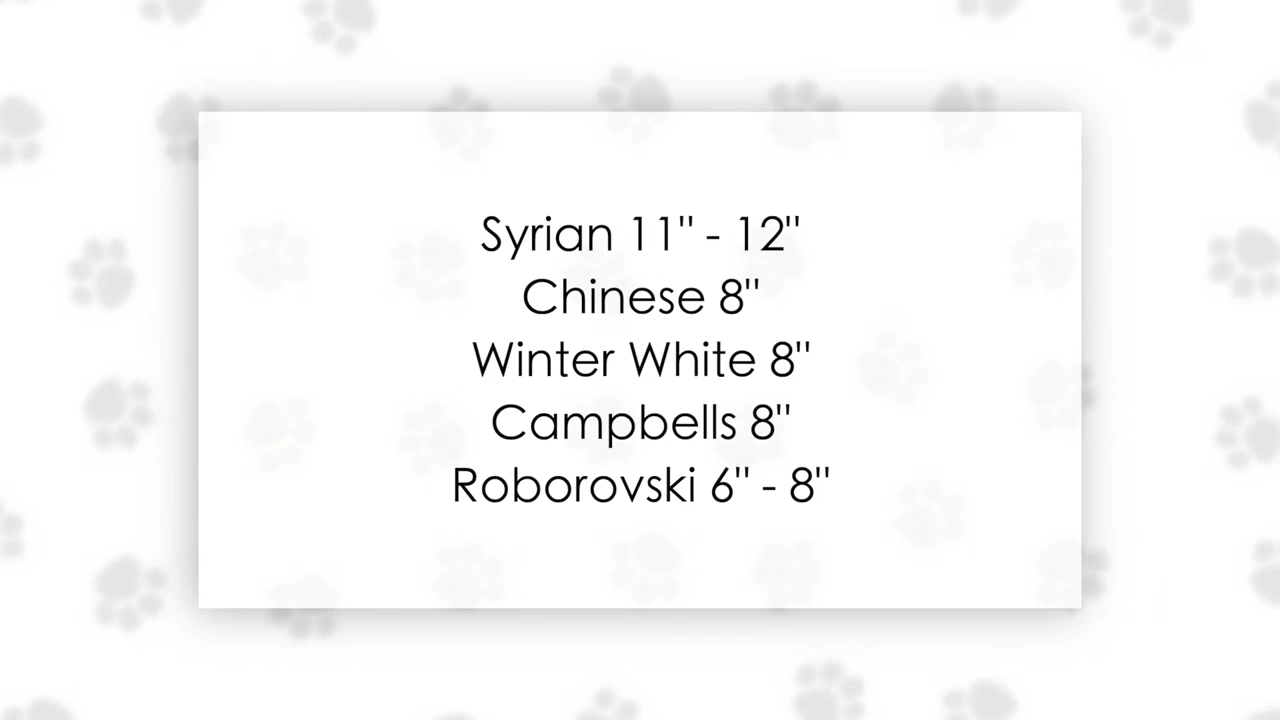 Syrian 11" - 12"
Chinese 8"
Winter White 8"
Campbells 8"
Roborovski 6" - 8"